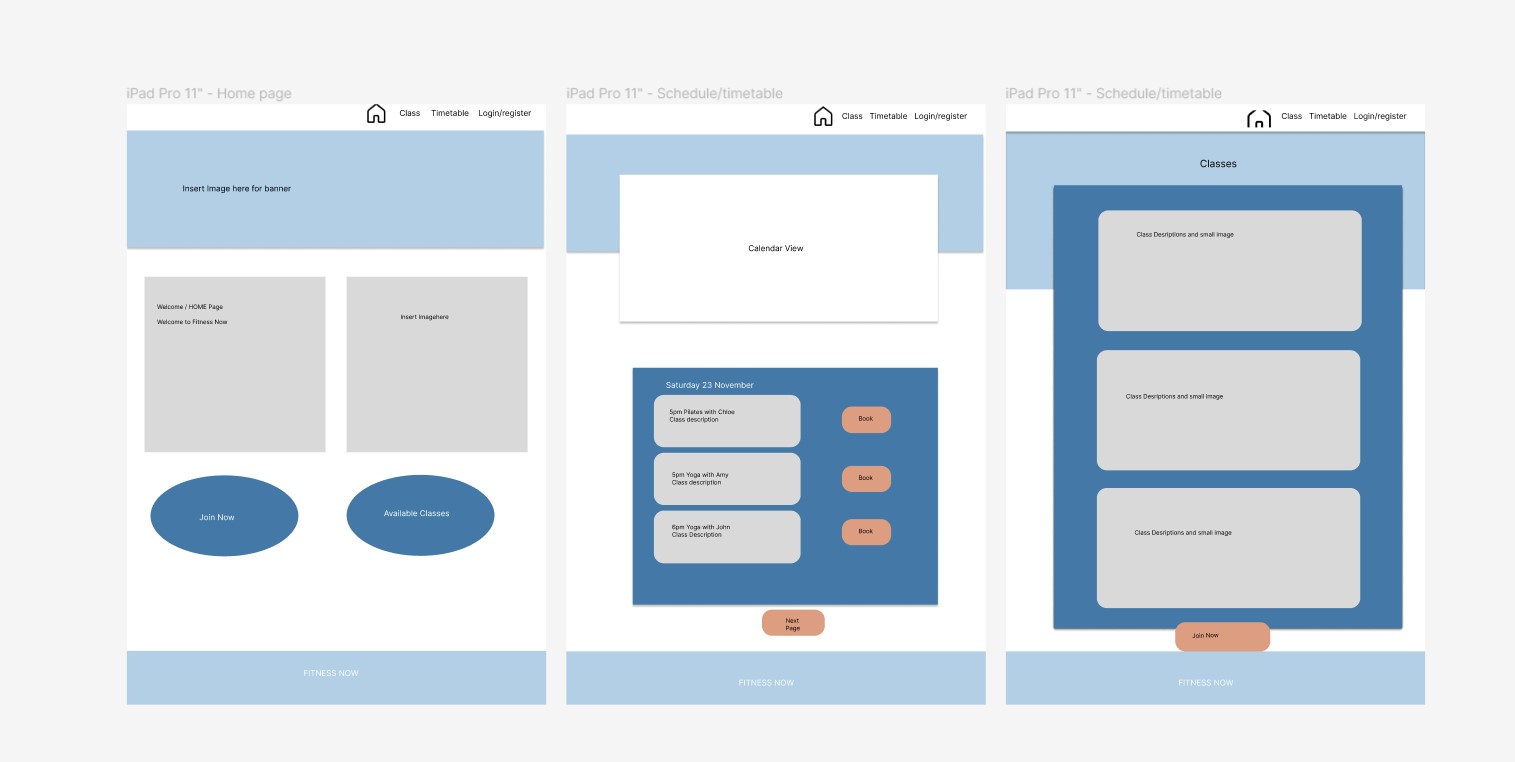 iPad Pro 11" - Home page
Class Timetable Login/register
Insert Image here for banner
Welcome / HOME Page
Welcome to Fitness Now
Insert Imagehere
Join Now
Available Classes
FITNESS NOW
iPad Pro 11" - Schedule/timetable
Class Timetable Login/register
Calendar View
Saturday 23 November
5pm Pilates with Chloe
Class description
Book
5pm Yoga with Amy
Class description
Book
6pm Yoga with John
Class Description
Book
Next
Page
FITNESS NOW
iPad Pro 11" - Schedule/timetable
Class Timetable Login/register
Classes
Class Desriptions and small image
Class Desriptions and small image
Class Desriptions and small image
Join Now
FITNESS NOW